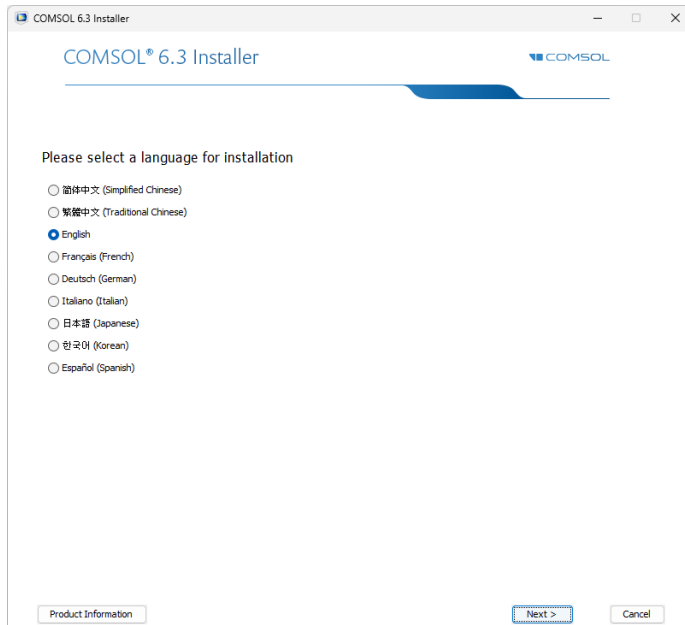 COMSOL 6.3 Installer
COMSOL® 6.3 Installer
COMSOL
Please select a language for installation
简体中文 (Simplified Chinese)
繁體中文 (Traditional Chinese)
English
Français (French)
Deutsch (German)
Italiano (Italian)
日本語 (Japanese)
한국어 (Korean)
Español (Spanish)
Product Information
Next >
Cancel